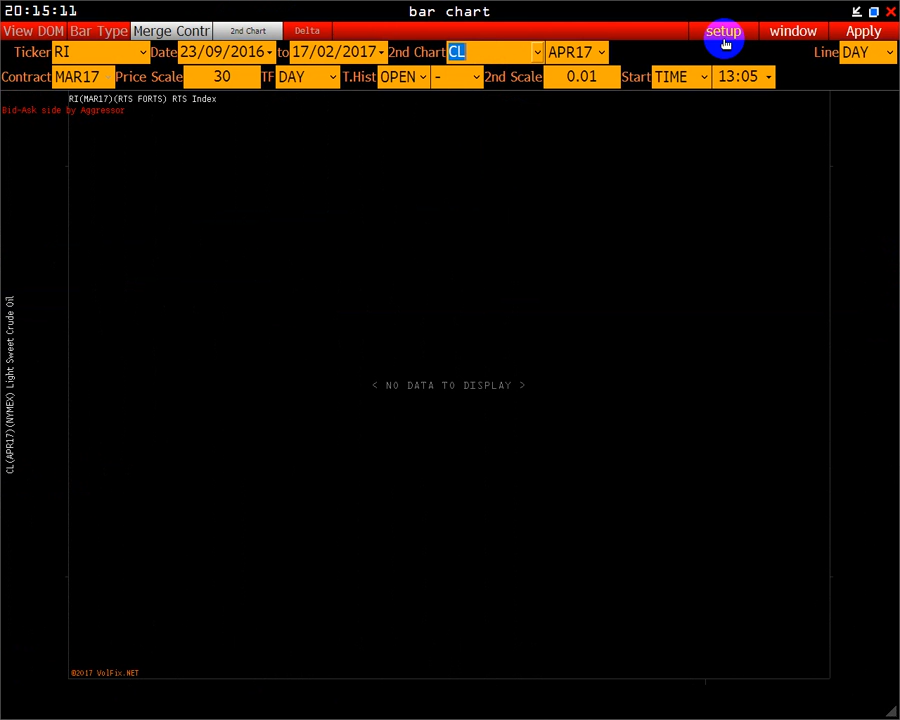 20:15:11 bar chart
View DOM Bar Type Merge Contr 2nd Chart Delta setup window Apply
Ticker RI Date 23/09/2016 to 17/02/2017 2nd Chart CL APR17 Line DAY
Contract MAR17 Price Scale 30 TF DAY T.Hist OPEN - 2nd Scale 0.01 Start TIME 13:05
RI(MAR17)(RTS FORTS) RTS Index
Bid-Ask side by Aggressor
CL(APR17)(NYMEX) Light Sweet Crude Oil
< NO DATA TO DISPLAY >
©2017 VolFix.NET